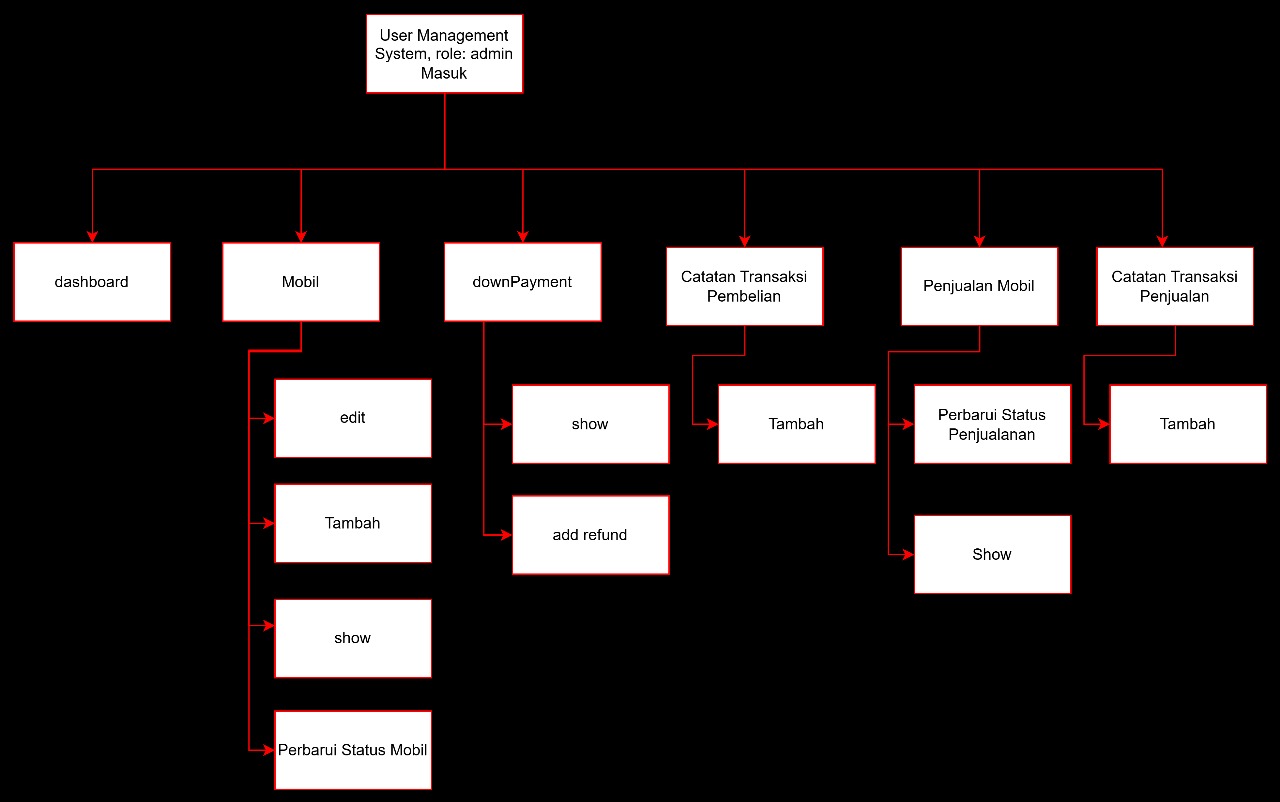 User Management
System, role: admin
Masuk
dashboard
Mobil
downPayment
Catatan Transaksi
Pembelian
Penjualan Mobil
Catatan Transaksi
Penjualan
edit
Tambah
show
Perbarui Status Mobil
show
add refund
Tambah
Perbarui Status
Penjualanan
Show
Tambah